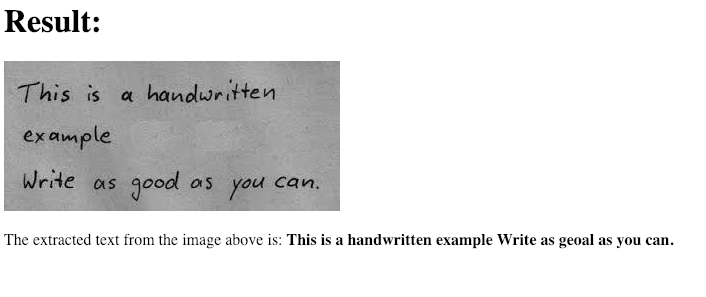 Result:
This is a handwritten
example
Write as good as you can.
The extracted text from the image above is: This is a handwritten example Write as geoal as you can.